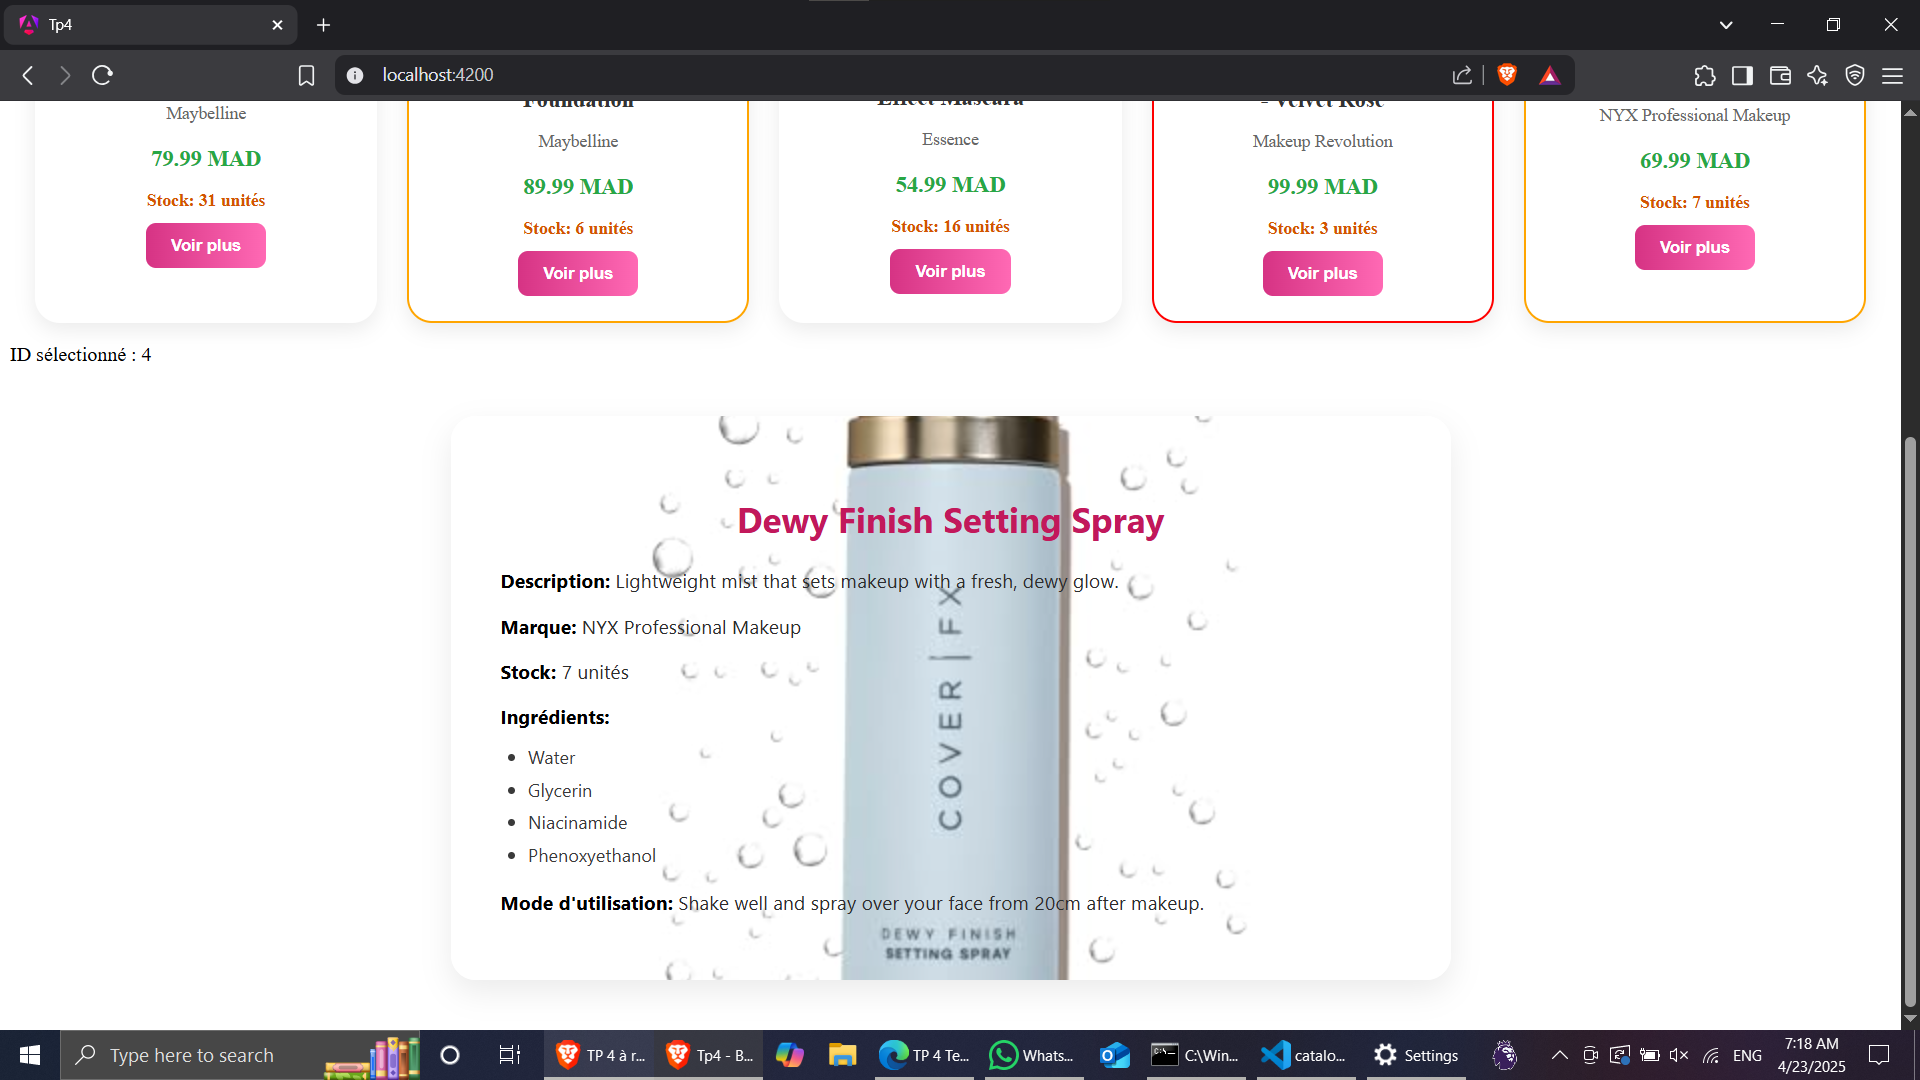 Tp4
localhost:4200
Foundation
Effect Mascara
- Velvet Rose
Maybelline
Maybelline
Essence
Makeup Revolution
NYX Professional Makeup
79.99 MAD
89.99 MAD
54.99 MAD
99.99 MAD
69.99 MAD
Stock: 31 unités
Stock: 6 unités
Stock: 16 unités
Stock: 3 unités
Stock: 7 unités
Voir plus
Voir plus
Voir plus
Voir plus
Voir plus
ID sélectionné : 4
Dewy Finish Setting Spray
Description: Lightweight mist that sets makeup with a fresh, dewy glow.
Marque: NYX Professional Makeup
Stock: 7 unités
Ingrédients:
Water
Glycerin
Niacinamide
Phenoxyethanol
Mode d'utilisation: Shake well and spray over your face from 20cm after makeup.
COVER | FX
DEWY FINISH
SETTING SPRAY
Type here to search
TP 4 à r...
Tp4 - B...
TP 4 Te...
Whats...
C:\Win...
catalo...
Settings
ENG
7:18 AM
4/23/2025